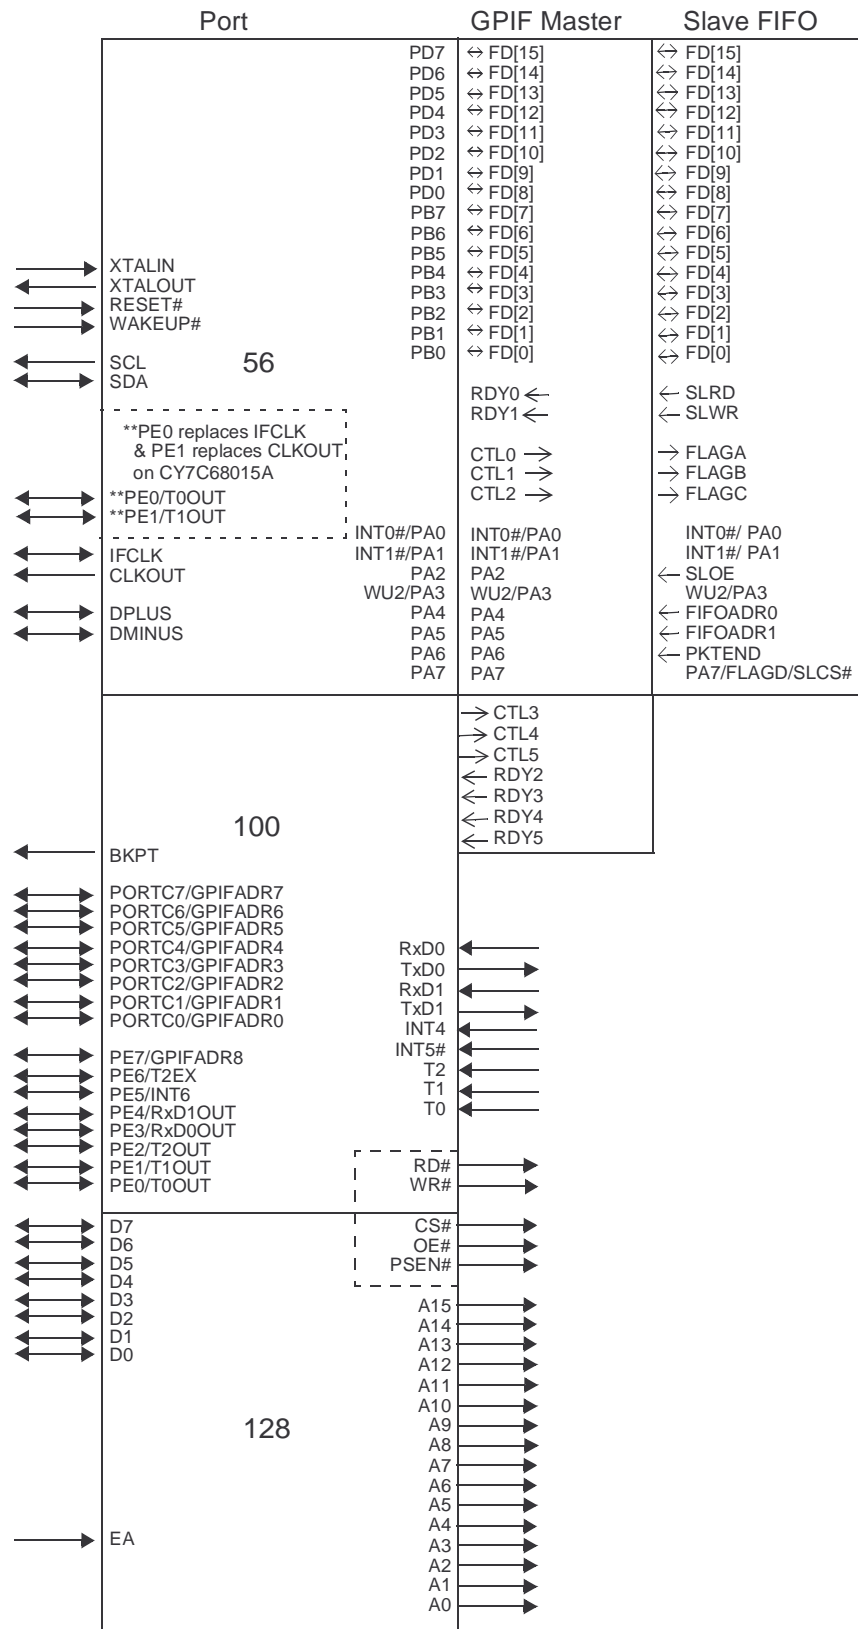 Port GPIF Master Slave FIFO
PD7 FD[15] FD[15]
PD6 FD[14] FD[14]
PD5 FD[13] FD[13]
PD4 FD[12] FD[12]
PD3 FD[11] FD[11]
PD2 FD[10] FD[10]
PD1 FD[9] FD[9]
PD0 FD[8] FD[8]
PB7 FD[7] FD[7]
PB6 FD[6] FD[6]
PB5 FD[5] FD[5]
PB4 FD[4] FD[4]
PB3 FD[3] FD[3]
PB2 FD[2] FD[2]
PB1 FD[1] FD[1]
PB0 FD[0] FD[0]
XTALIN
XTALOUT
RESET#
WAKEUP#
SCL
SDA
56
RDY0 SLRD
RDY1 SLWR
**PE0 replaces IFCLK
& PE1 replaces CLKOUT
on CY7C68015A
**PE0/T0OUT
**PE1/T1OUT
CTL0 FLAGA
CTL1 FLAGB
CTL2 FLAGC
IFCLK
CLKOUT
DPLUS
DMINUS
INT0#/PA0 INT0#/PA0 INT0#/ PA0
INT1#/PA1 INT1#/PA1 INT1#/ PA1
PA2 PA2 SLOE
WU2/PA3 WU2/PA3 WU2/PA3
PA4 PA4 FIFOADR0
PA5 PA5 FIFOADR1
PA6 PA6 PKTEND
PA7 PA7 PA7/FLAGD/SLCS#
CTL3
CTL4
CTL5
RDY2
RDY3
RDY4
RDY5
100
BKPT
PORTC7/GPIFADR7
PORTC6/GPIFADR6
PORTC5/GPIFADR5
PORTC4/GPIFADR4
PORTC3/GPIFADR3
PORTC2/GPIFADR2
PORTC1/GPIFADR1
PORTC0/GPIFADR0
PE7/GPIFADR8
PE6/T2EX
PE5/INT6
PE4/RxD1OUT
PE3/RxD0OUT
PE2/T2OUT
PE1/T1OUT
PE0/T0OUT
RxD0
TxD0
RxD1
TxD1
INT4
INT5#
T2
T1
T0
RD#
WR#
CS#
OE#
PSEN#
D7
D6
D5
D4
D3
D2
D1
D0
128
EA
A15
A14
A13
A12
A11
A10
A9
A8
A7
A6
A5
A4
A3
A2
A1
A0